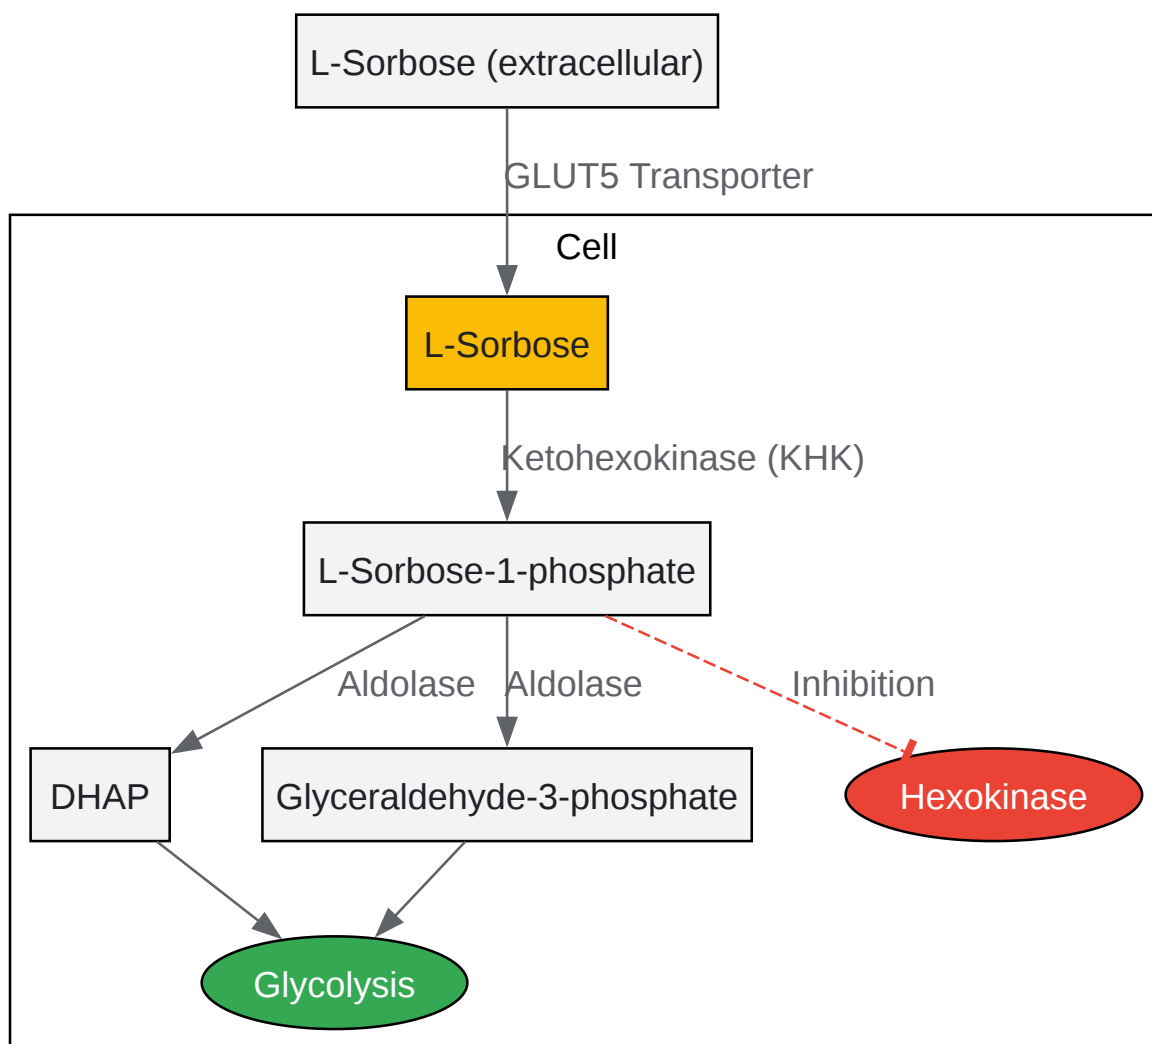 L-Sorbose (extracellular)
GLUT5 Transporter
Cell
L-Sorbose
Ketohexokinase (KHK)
L-Sorbose-1-phosphate
Aldolase
Aldolase
Inhibition
DHAP
Glyceraldehyde-3-phosphate
Hexokinase
Glycolysis